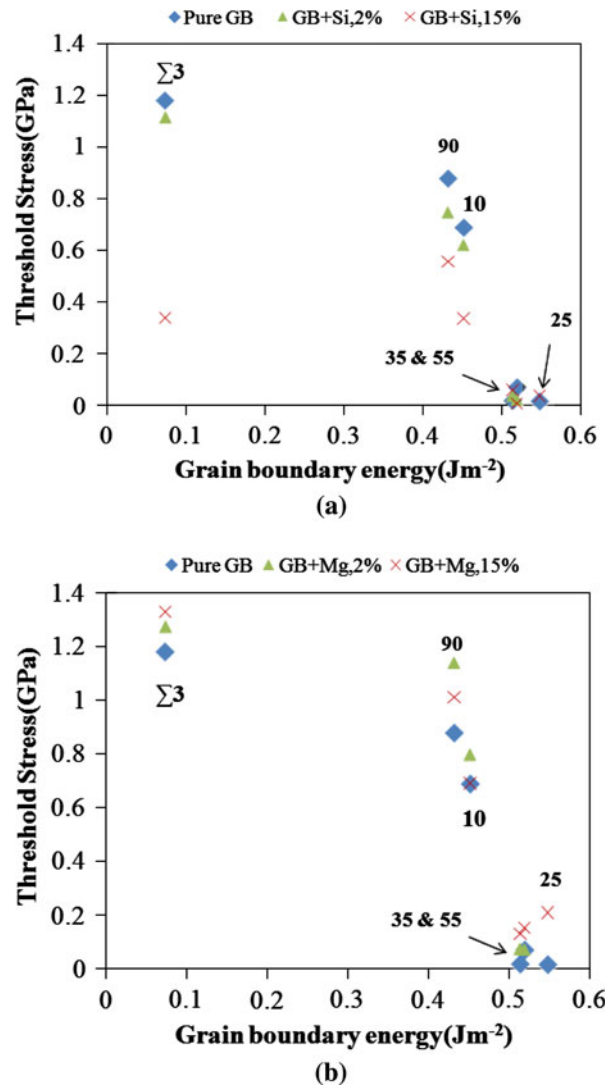 Pure GB GB+Si,2% GB+Si,15%
1.4
1.2
1
0.8
0.6
0.4
0.2
0
Threshold Stress(GPa)
∑3
90
10
35 & 55
25
0 0.1 0.2 0.3 0.4 0.5 0.6
Grain boundary energy(Jm-2)
(a)
Pure GB GB+Mg,2% GB+Mg,15%
1.4
1.2
1
0.8
0.6
0.4
0.2
0
Threshold Stress(GPa)
∑3
90
10
35 & 55
25
0 0.1 0.2 0.3 0.4 0.5 0.6
Grain boundary energy(Jm-2)
(b)